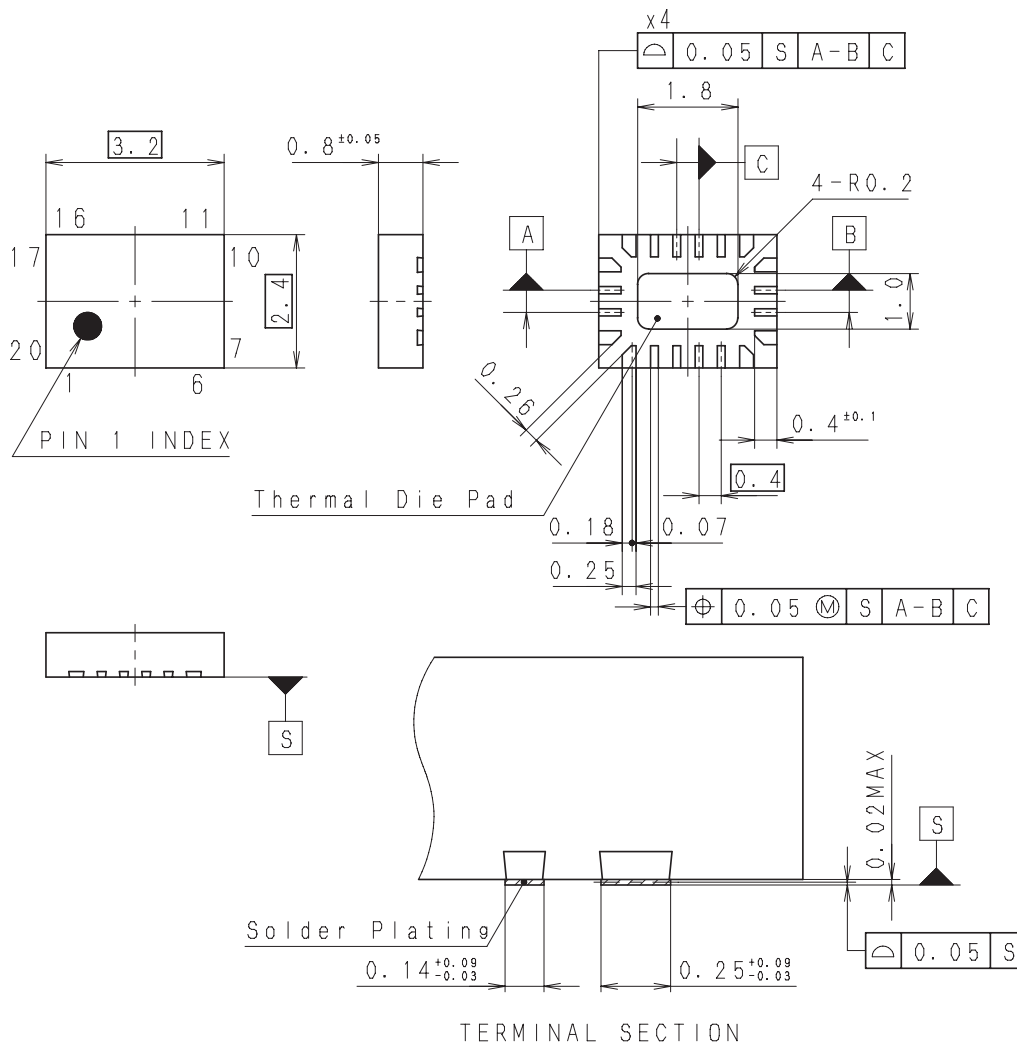 x4
⌓ 0.05 S A-B C
1.8
3.2
0.8 ±0.05
C
4-R0.2
16 11
A
B
17 10
2.4
1.0
20 7
1 6
0.26
0.4 ±0.1
PIN 1 INDEX
0.4
Thermal Die Pad
0.18 0.07
0.25
⌖ 0.05 Ⓜ S A-B C
S
0.02MAX
S
Solder Plating
⌓ 0.05 S
0.14 +0.09 -0.03
0.25 +0.09 -0.03
TERMINAL SECTION